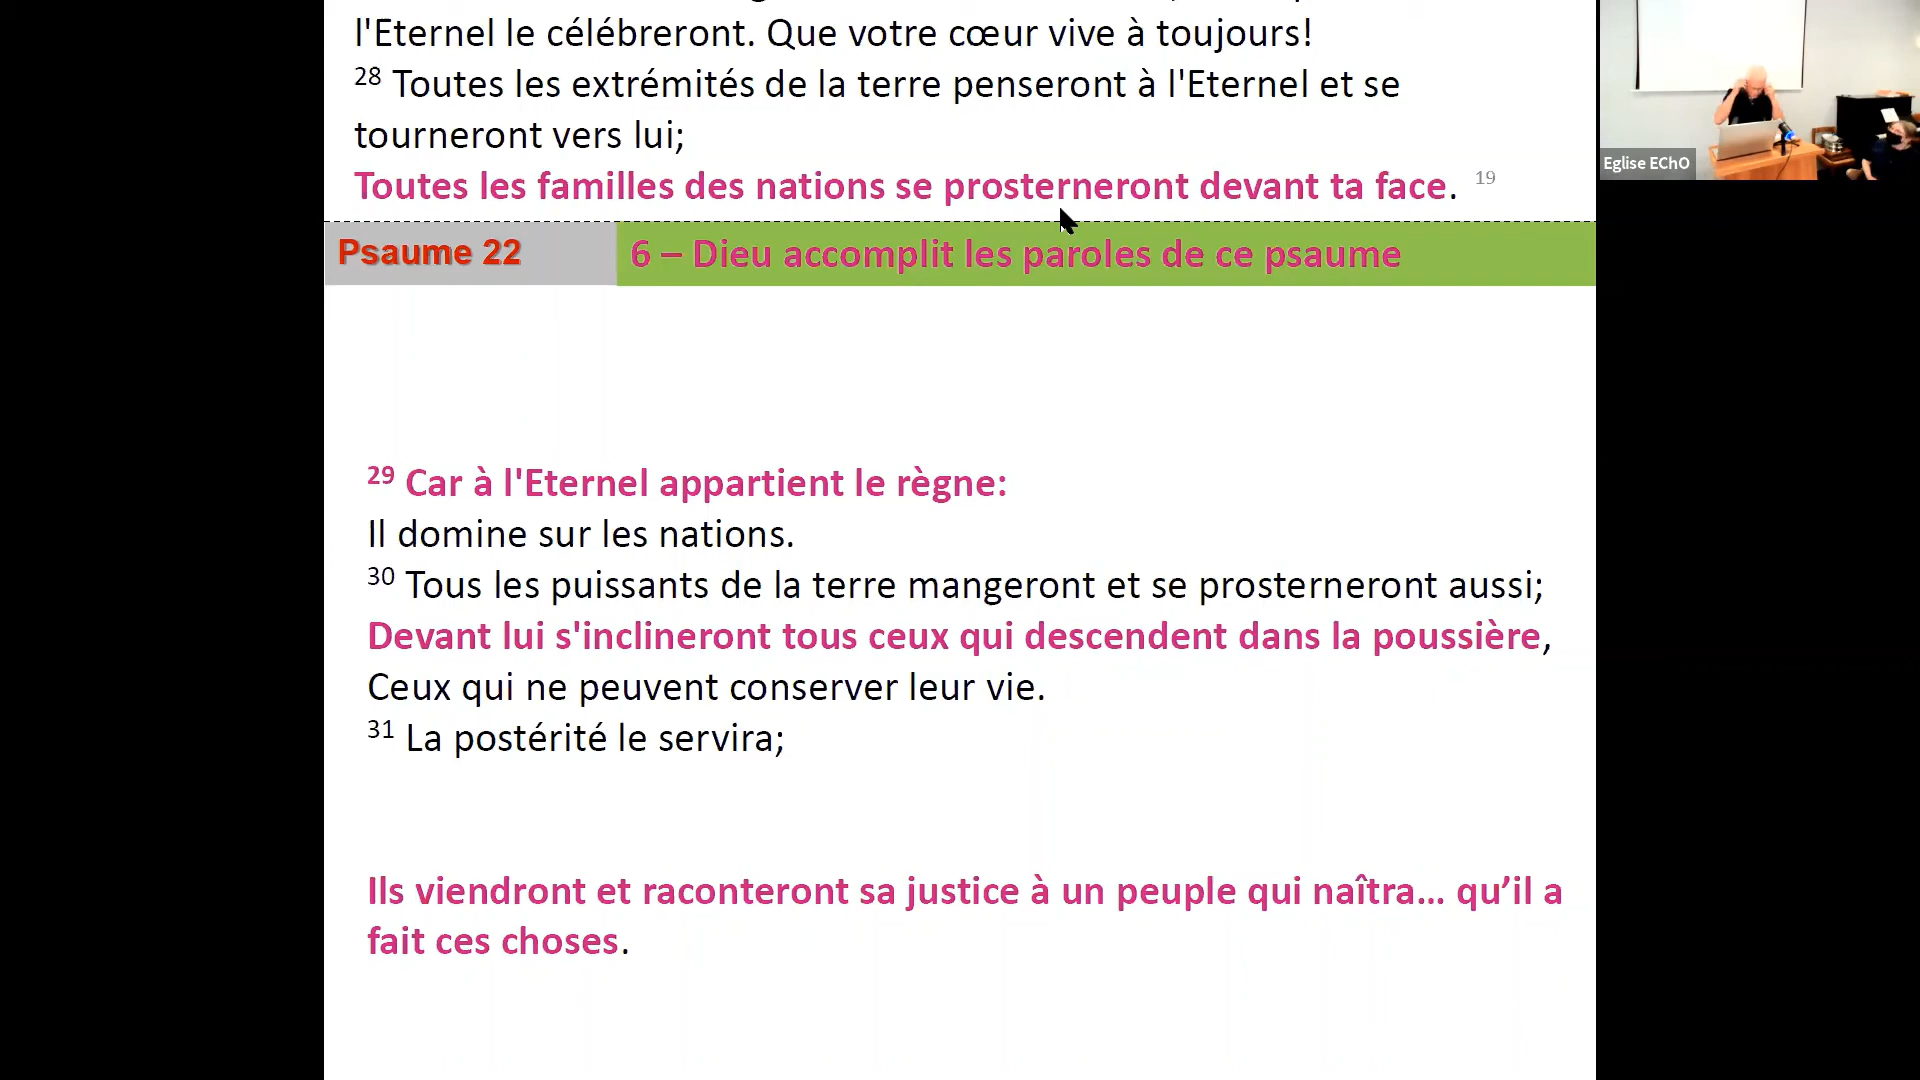 l'Eternel le célébreront. Que votre cœur vive à toujours!
28 Toutes les extrémités de la terre penseront à l'Eternel et se
tourneront vers lui;
Toutes les familles des nations se prosterneront devant ta face. 19
Eglise EChO
Psaume 22
6 – Dieu accomplit les paroles de ce psaume
29 Car à l'Eternel appartient le règne:
Il domine sur les nations.
30 Tous les puissants de la terre mangeront et se prosterneront aussi;
Devant lui s'inclineront tous ceux qui descendent dans la poussière,
Ceux qui ne peuvent conserver leur vie.
31 La postérité le servira;
Ils viendront et raconteront sa justice à un peuple qui naîtra… qu’il a
fait ces choses.